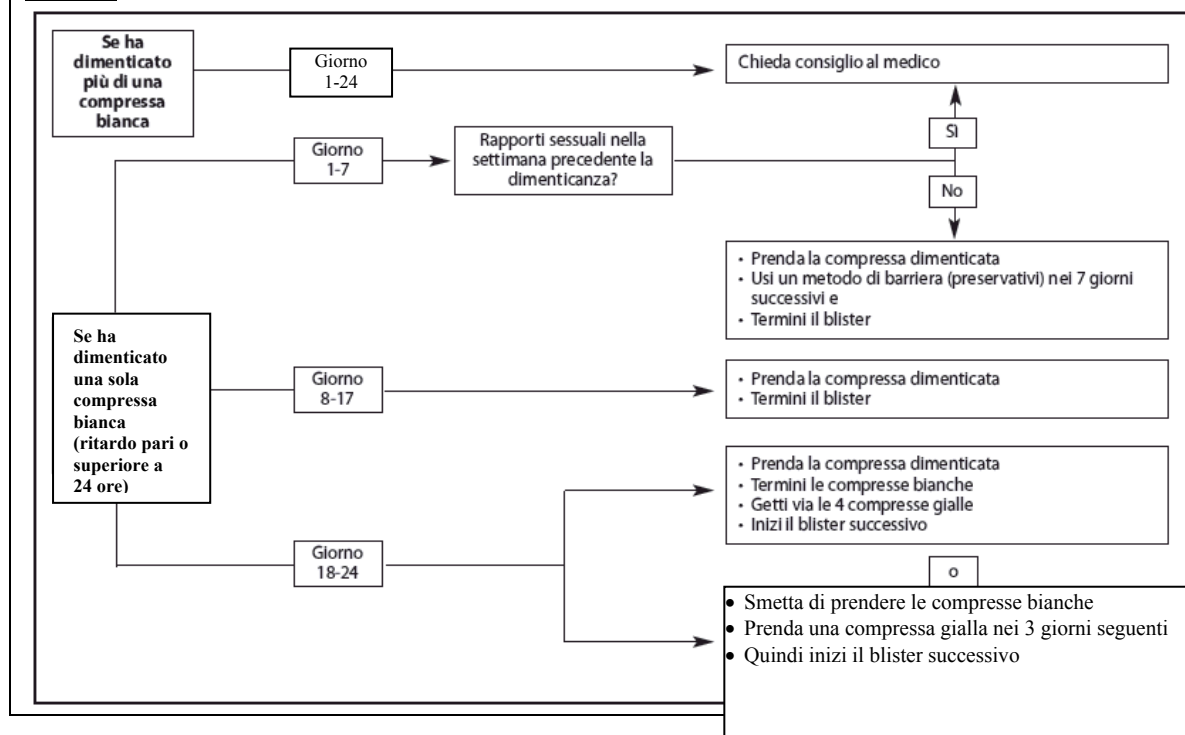 Se ha
dimenticato
più di una
compressa
bianca
Giorno
1-24
Chieda consiglio al medico
Giorno
1-7
Rapporti sessuali nella
settimana precedente la
dimenticanza?
Sì
No
• Prenda la compressa dimenticata
• Usi un metodo di barriera (preservativi) nei 7 giorni
successivi e
• Termini il blister
Se ha
dimenticato
una sola
compressa
bianca
(ritardo pari o
superiore a
24 ore)
Giorno
8-17
• Prenda la compressa dimenticata
• Termini il blister
Giorno
18-24
• Prenda la compressa dimenticata
• Termini le compresse bianche
• Getti via le 4 compresse gialle
• Inizi il blister successivo
o
• Smetta di prendere le compresse bianche
• Prenda una compressa gialla nei 3 giorni seguenti
• Quindi inizi il blister successivo